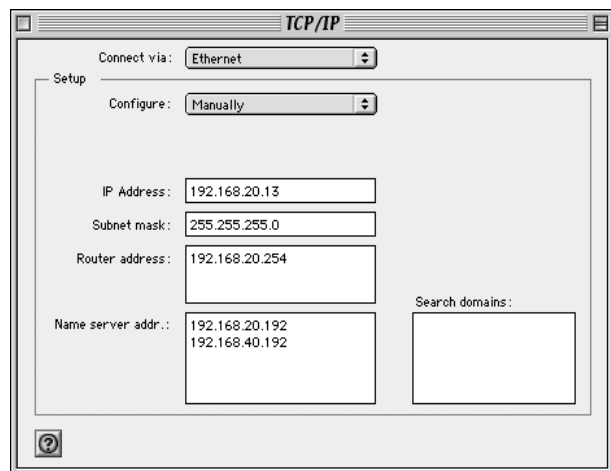 TCP/IP
Connect via: Ethernet
Setup
Configure: Manually
IP Address: 192.168.20.13
Subnet mask: 255.255.255.0
Router address: 192.168.20.254
Search domains:
Name server addr.: 192.168.20.192
192.168.40.192
?